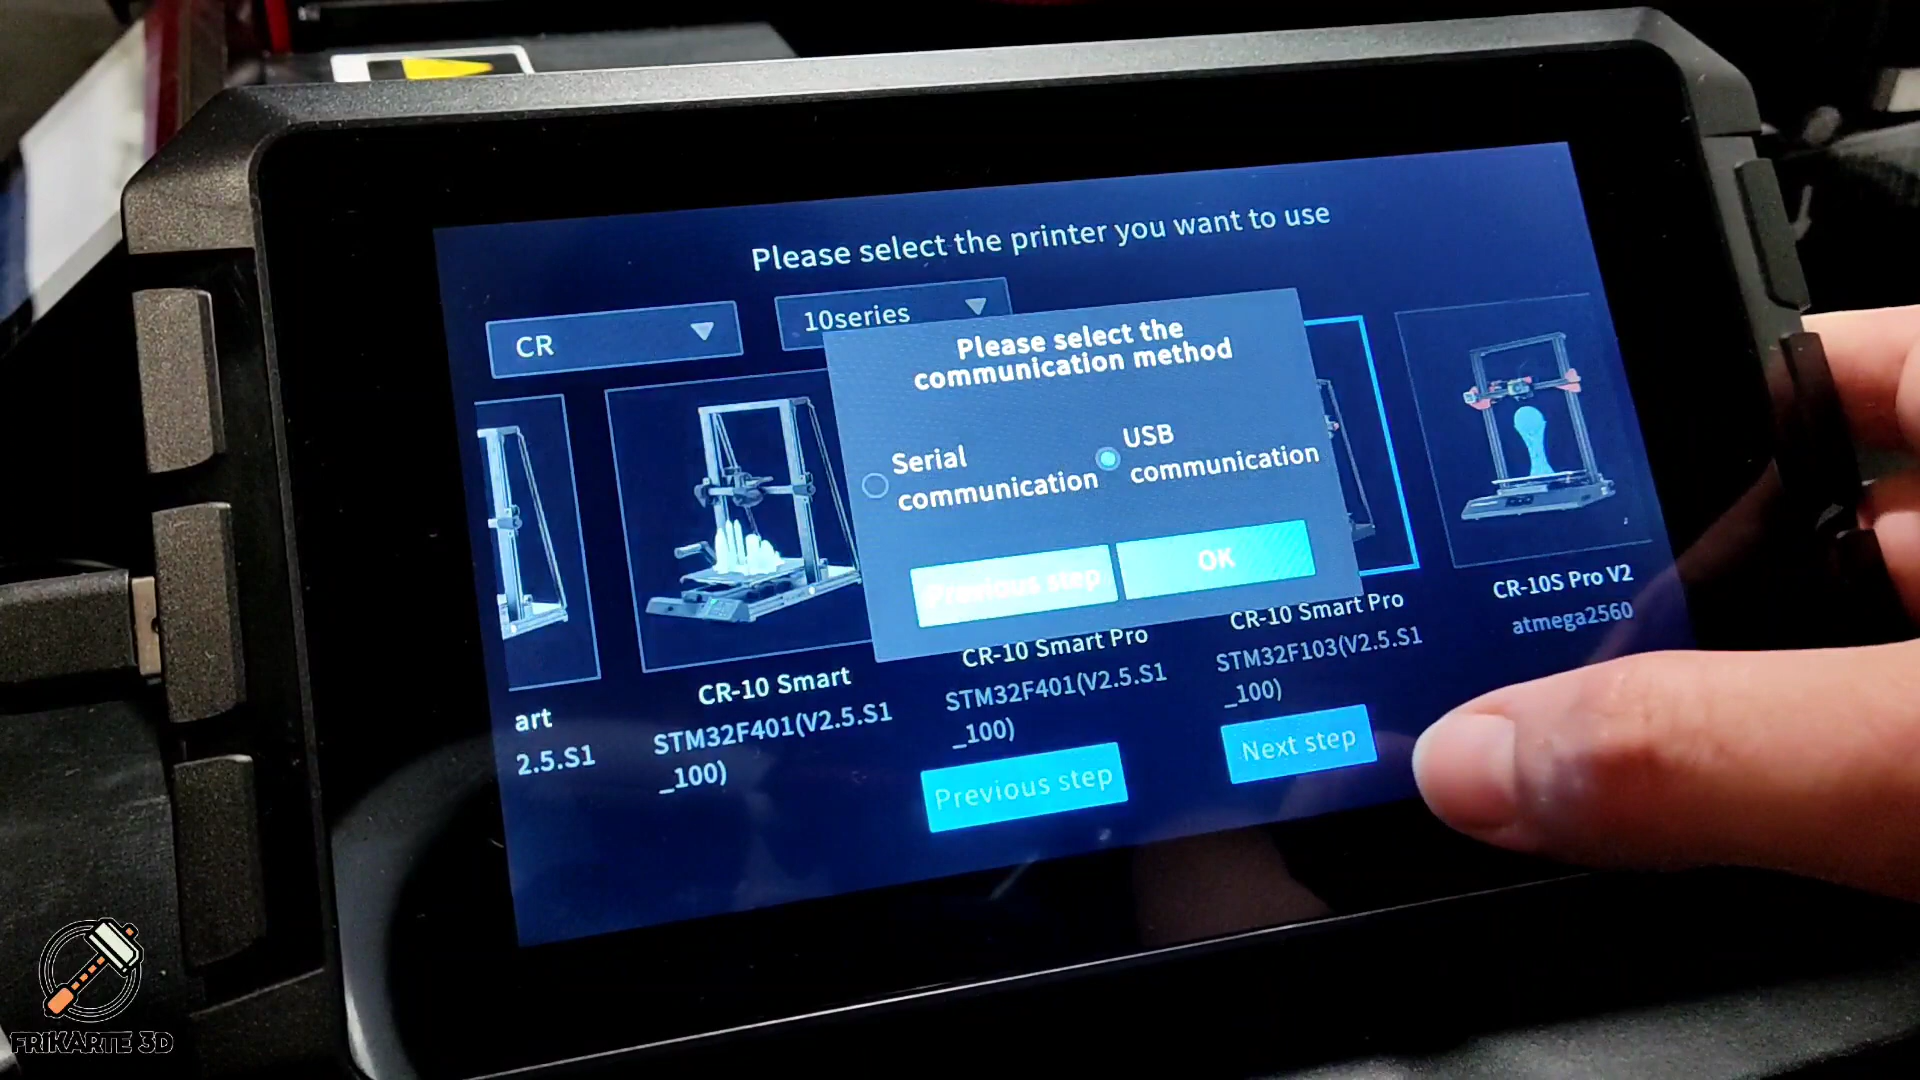 Please select the printer you want to use
CR
10series
Please select the
communication method
Serial
communication
USB
communication
Previous step
OK
art
2.5.S1
CR-10 Smart
STM32F401(V2.5.S1
_100)
CR-10 Smart Pro
STM32F401(V2.5.S1
_100)
CR-10 Smart Pro
STM32F103(V2.5.S1
_100)
CR-10S Pro V2
atmega2560
Previous step
Next step
FRIKARTE 3D